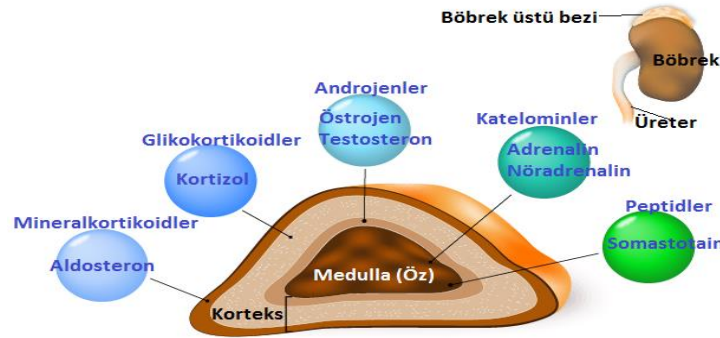 Böbrek üstü bezi
Böbrek
Üreter
Androjenler
Östrojen
Testosteron
Katelominler
Adrenalin
Nöradrenalin
Glikokortikoidler
Kortizol
Peptidler
Somastotain
Mineralkortikoidler
Aldosteron
Medulla (Öz)
Korteks